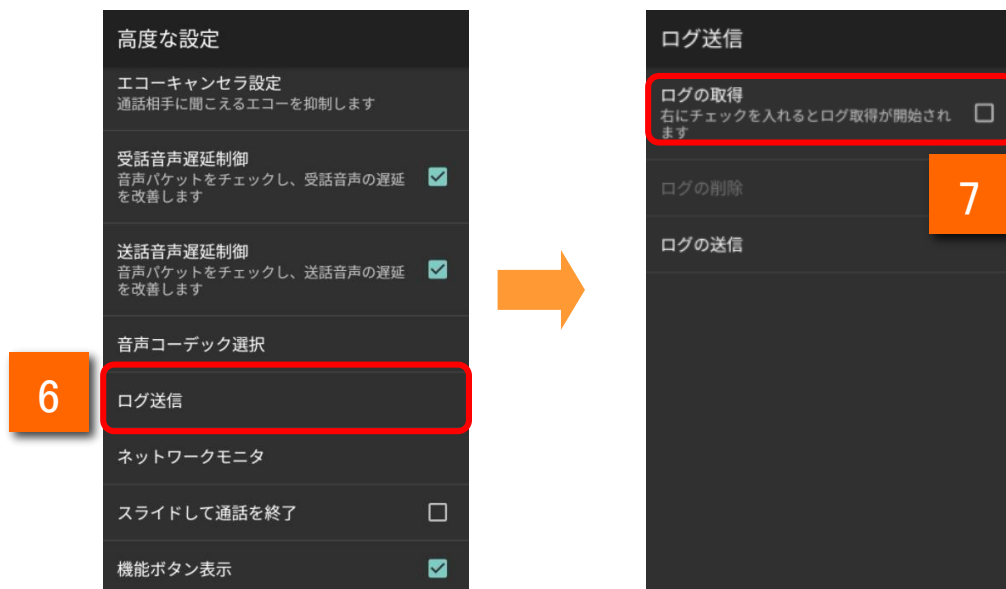 高度な設定
エコーキャンセラ設定
通話相手に聞こえるエコーを抑制します
受話音声遅延制御
音声パケットをチェックし、受話音声の遅延
を改善します
送話音声遅延制御
音声パケットをチェックし、送話音声の遅延
を改善します
音声コーデック選択
6
ログ送信
ネットワークモニタ
スライドして通話を終了
機能ボタン表示
ログ送信
ログの取得
右にチェックを入れるとログ取得が開始され
ます
ログの削除
7
ログの送信